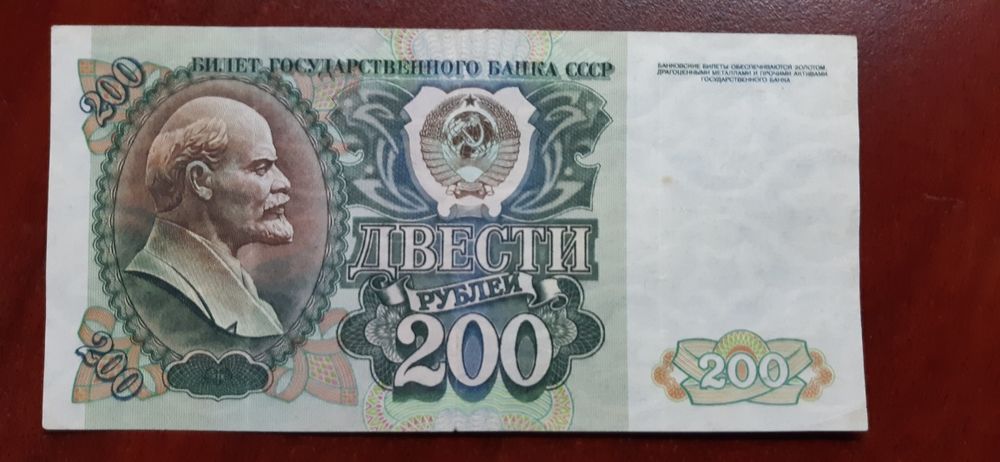 200
БИЛЕТ ГОСУДАРСТВЕННОГО БАНКА СССР
БАНКОВСКИЕ БИЛЕТЫ ОБЕСПЕЧИВАЮТСЯ ЗОЛОТОМ,
ДРАГОЦЕННЫМИ МЕТАЛЛАМИ И ПРОЧИМИ АКТИВАМИ
ГОСУДАРСТВЕННОГО БАНКА
ДВЕСТИ
РУБЛЕЙ
200
200
200